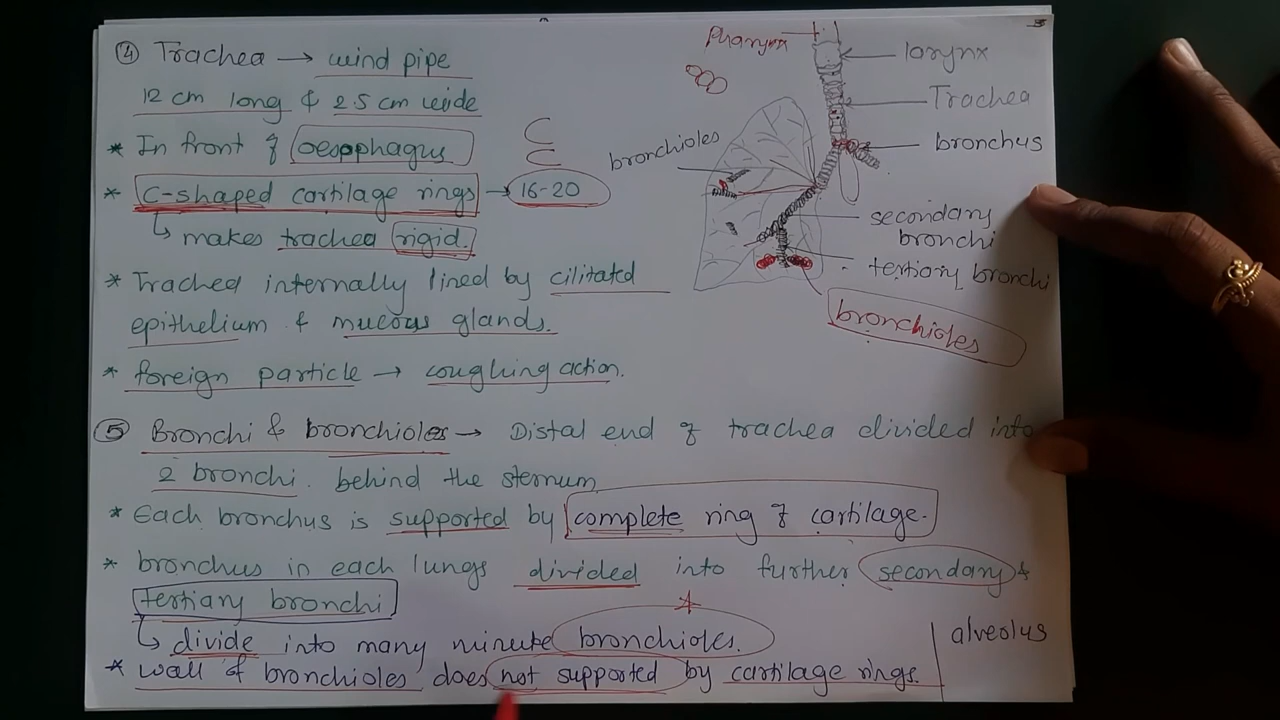 ④ Trachea → wind pipe
12 cm long & 2.5 cm wide
* In front of oesophagus
* C-shaped cartilage rings → 16-20
↳ makes trachea rigid.
* Trachea internally lined by cilitated
epithelium & mucous glands.
* foreign particle → coughing action.
Pharynx
larynx
Trachea
bronchus
bronchioles
secondary
bronchi
tertiary bronchi
bronchioles
⑤ Bronchi & bronchioles → Distal end of trachea divided into
2 bronchi. behind the sternum
* Each bronchus is supported by complete ring of cartilage.
* bronchus in each lungs divided into further secondary &
tertiary bronchi
↳ divide into many minute bronchioles.
* wall of bronchioles does not supported by cartilage rings.
alveolus